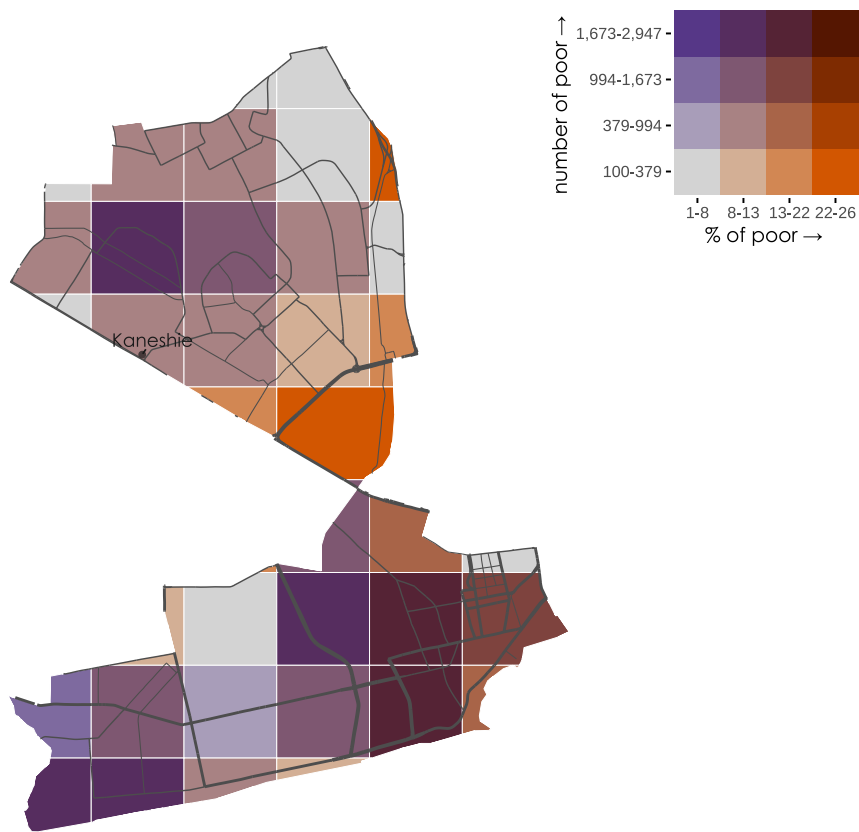 number of poor →
1,673-2,947
994-1,673
379-994
100-379
1-8 8-13 13-22 22-26
% of poor →
Kaneshie